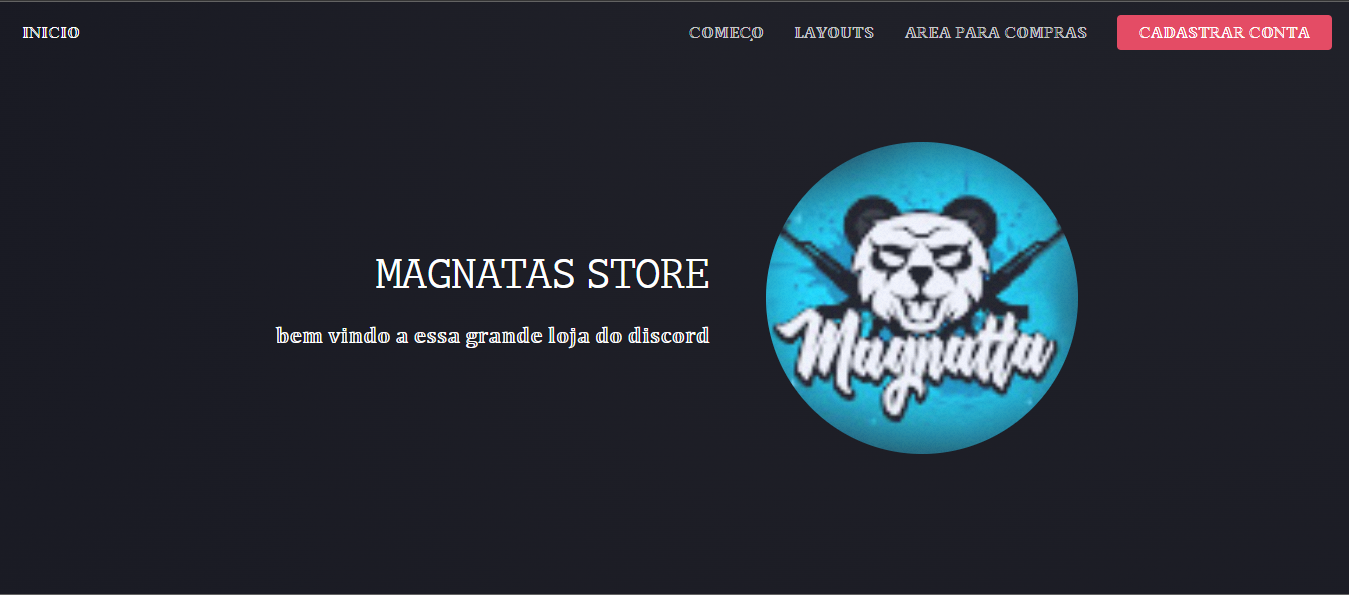 INICIO
COMEÇO
LAYOUTS
AREA PARA COMPRAS
CADASTRAR CONTA
MAGNATAS STORE
bem vindo a essa grande loja do discord
Magnatta